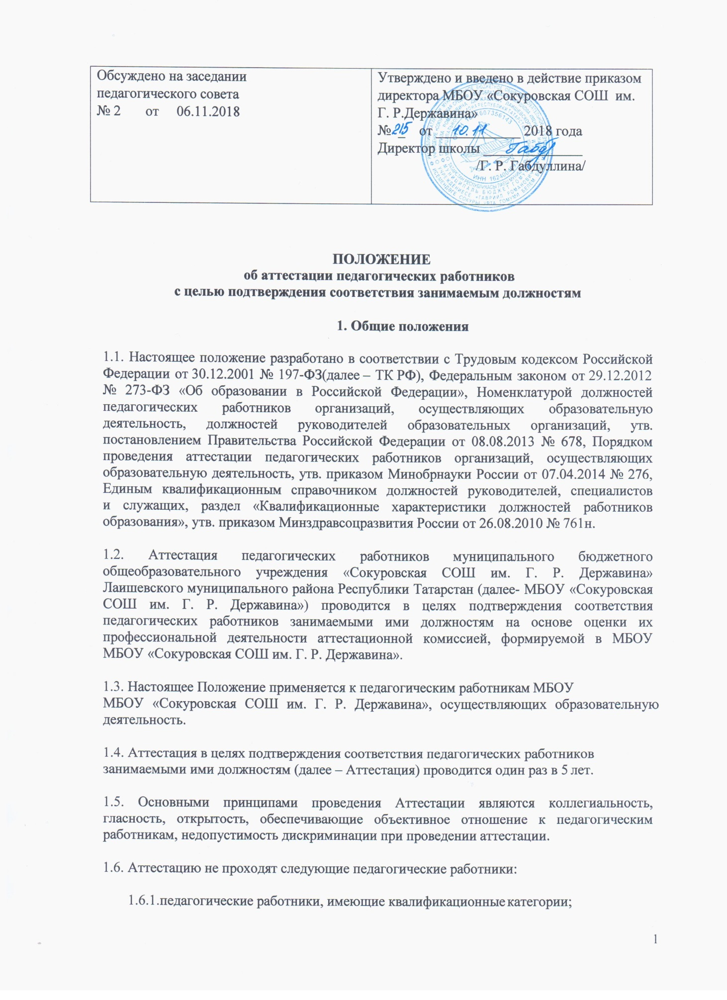 Обсуждено на заседании
педагогического совета
№ 2 от 06.11.2018
Утверждено и введено в действие приказом
директора МБОУ «Сокуровская СОШ им.
Г. Р.Державина»
№ 215 от 10.11 2018 года
Директор школы
/Г. Р. Габдуллина/
ПОЛОЖЕНИЕ
об аттестации педагогических работников
с целью подтверждения соответствия занимаемым должностям
1. Общие положения
1.1. Настоящее положение разработано в соответствии с Трудовым кодексом Российской
Федерации от 30.12.2001 № 197-ФЗ(далее – ТК РФ), Федеральным законом от 29.12.2012
№ 273-ФЗ «Об образовании в Российской Федерации», Номенклатурой должностей
педагогических работников организаций, осуществляющих образовательную
деятельность, должностей руководителей образовательных организаций, утв.
постановлением Правительства Российской Федерации от 08.08.2013 № 678, Порядком
проведения аттестации педагогических работников организаций, осуществляющих
образовательную деятельность, утв. приказом Минобрнауки России от 07.04.2014 № 276,
Единым квалификационным справочником должностей руководителей, специалистов
и служащих, раздел «Квалификационные характеристики должностей работников
образования», утв. приказом Минздравсоцразвития России от 26.08.2010 № 761н.
1.2. Аттестация педагогических работников муниципального бюджетного
общеобразовательного учреждения «Сокуровская СОШ им. Г. Р. Державина»
Лаишевского муниципального района Республики Татарстан (далее- МБОУ «Сокуровская
СОШ им. Г. Р. Державина») проводится в целях подтверждения соответствия
педагогических работников занимаемыми ими должностям на основе оценки их
профессиональной деятельности аттестационной комиссией, формируемой в МБОУ
МБОУ «Сокуровская СОШ им. Г. Р. Державина».
1.3. Настоящее Положение применяется к педагогическим работникам МБОУ
МБОУ «Сокуровская СОШ им. Г. Р. Державина», осуществляющих образовательную
деятельность.
1.4. Аттестация в целях подтверждения соответствия педагогических работников
занимаемыми ими должностям (далее – Аттестация) проводится один раз в 5 лет.
1.5. Основными принципами проведения Аттестации являются коллегиальность,
гласность, открытость, обеспечивающие объективное отношение к педагогическим
работникам, недопустимость дискриминации при проведении аттестации.
1.6. Аттестацию не проходят следующие педагогические работники:
1.6.1.педагогические работники, имеющие квалификационные категории;
1